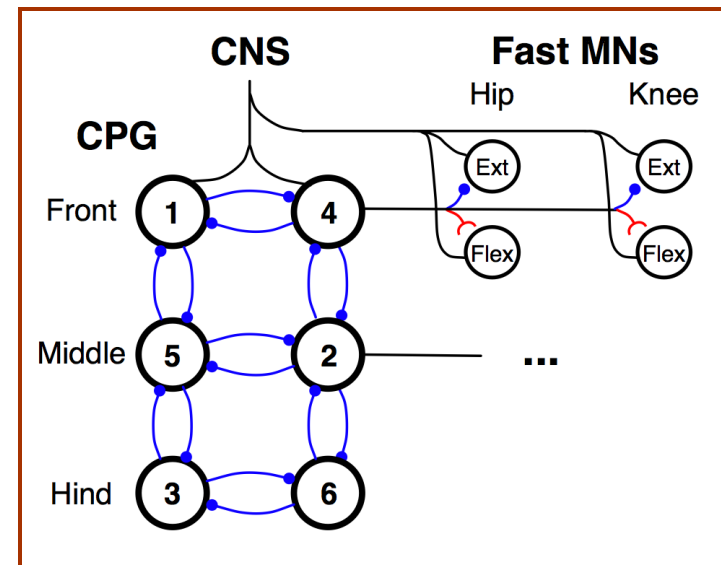 CNS
Fast MNs
Hip
Knee
CPG
Ext
Ext
Front
1
4
Flex
Flex
Middle
5
2
...
Hind
3
6